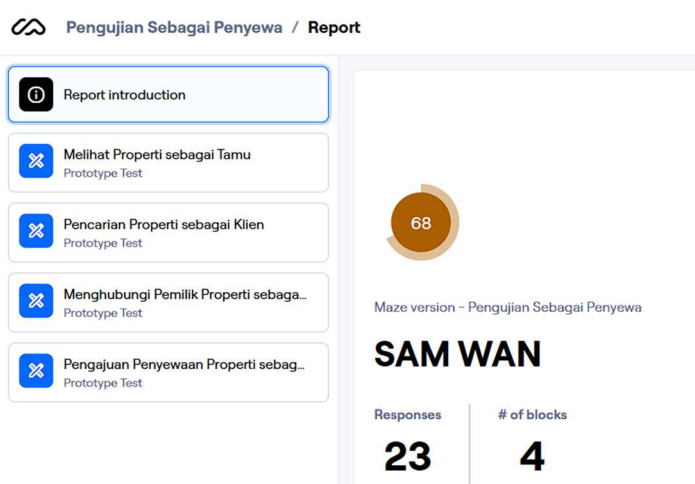 Pengujian Sebagai Penyewa / Report
Report introduction
Melihat Properti sebagai Tamu
Prototype Test
Pencarian Properti sebagai Klien
Prototype Test
Menghubungi Pemilik Properti sebaga...
Prototype Test
Pengajuan Penyewaan Properti sebag...
Prototype Test
68
Maze version - Pengujian Sebagai Penyewa
SAM WAN
Responses # of blocks
23 4